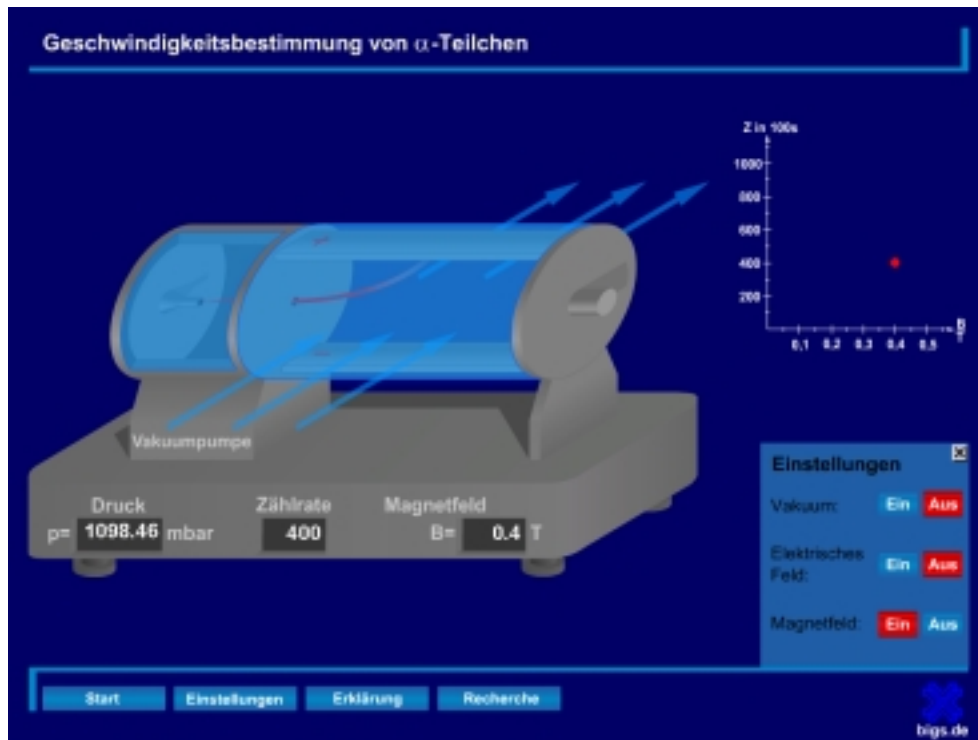 Geschwindigkeitsbestimmung von α-Teilchen
Z in 100s
1000
800
600
400
200
0,1 0,2 0,3 0,4 0,5
B
T
Vakuumpumpe
Druck Zählrate Magnetfeld
p= 1098.46 mbar 400 B= 0.4 T
Einstellungen
Vakuum: Ein Aus
Elektrisches
Feld: Ein Aus
Magnetfeld: Ein Aus
Start Einstellungen Erklärung Recherche
bigs.de